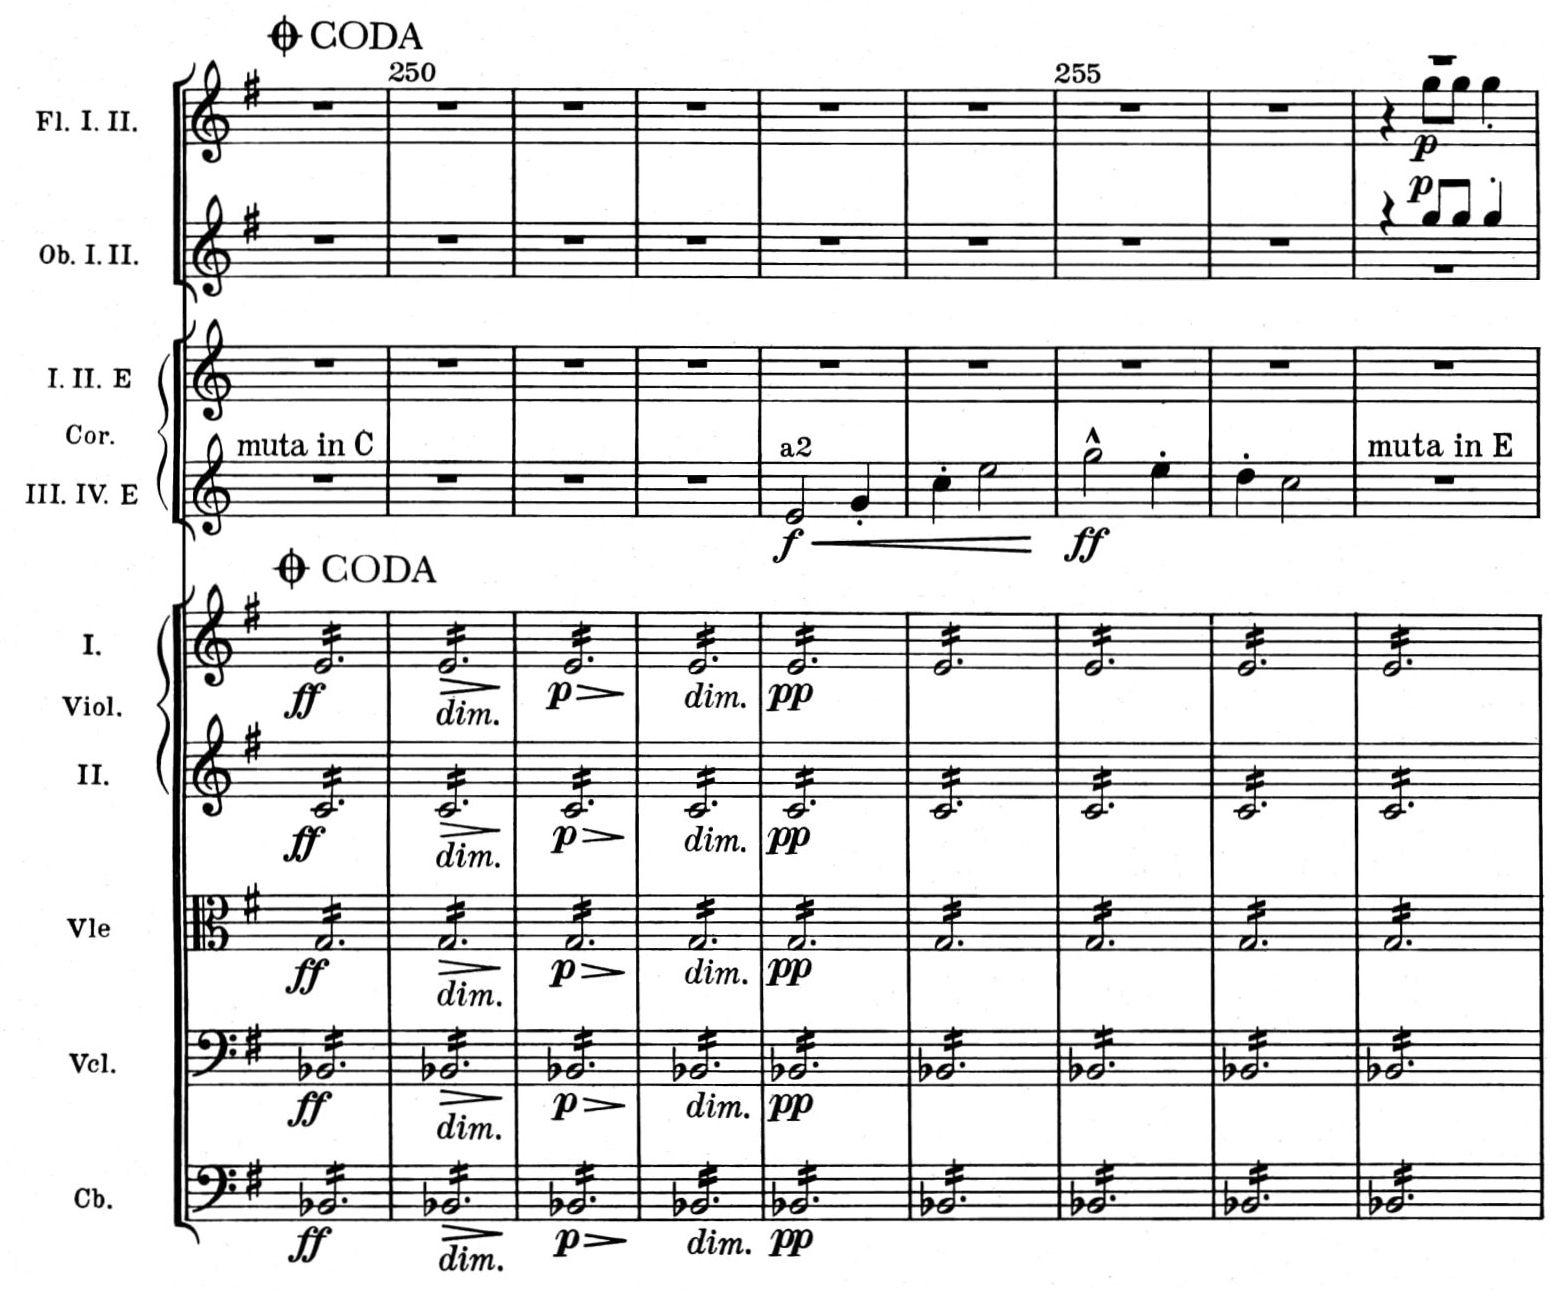 CODA
250 255
Fl. I. II.
p
p
Ob. I. II.
I. II. E
Cor.
muta in C a2 muta in E
III. IV. E
f ff
CODA
I.
ff dim. p dim. pp
Viol.
II.
ff dim. p dim. pp
Vle
ff dim. p dim. pp
Vcl.
ff dim. p dim. pp
Cb.
ff dim. p dim. pp